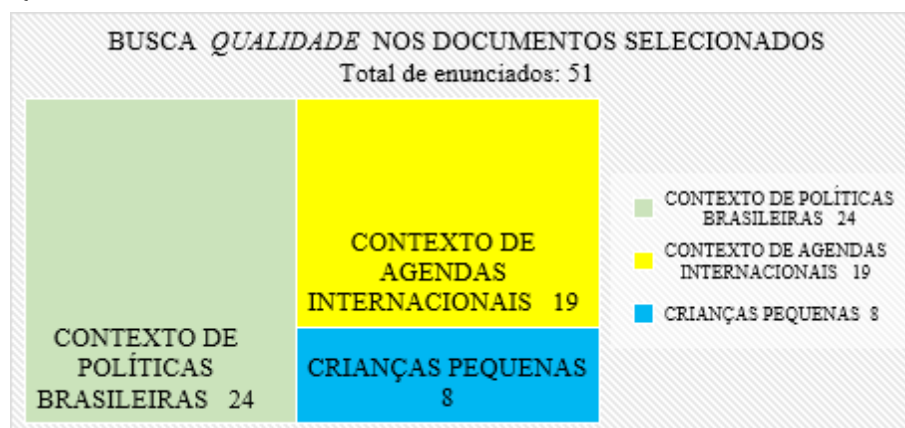 BUSCA QUALIDADE NOS DOCUMENTOS SELECIONADOS
Total de enunciados: 51
CONTEXTO DE
POLÍTICAS
BRASILEIRAS 24
CONTEXTO DE
AGENDAS
INTERNACIONAIS 19
CRIANÇAS PEQUENAS
8
CONTEXTO DE POLÍTICAS
BRASILEIRAS 24
CONTEXTO DE AGENDAS
INTERNACIONAIS 19
CRIANÇAS PEQUENAS 8